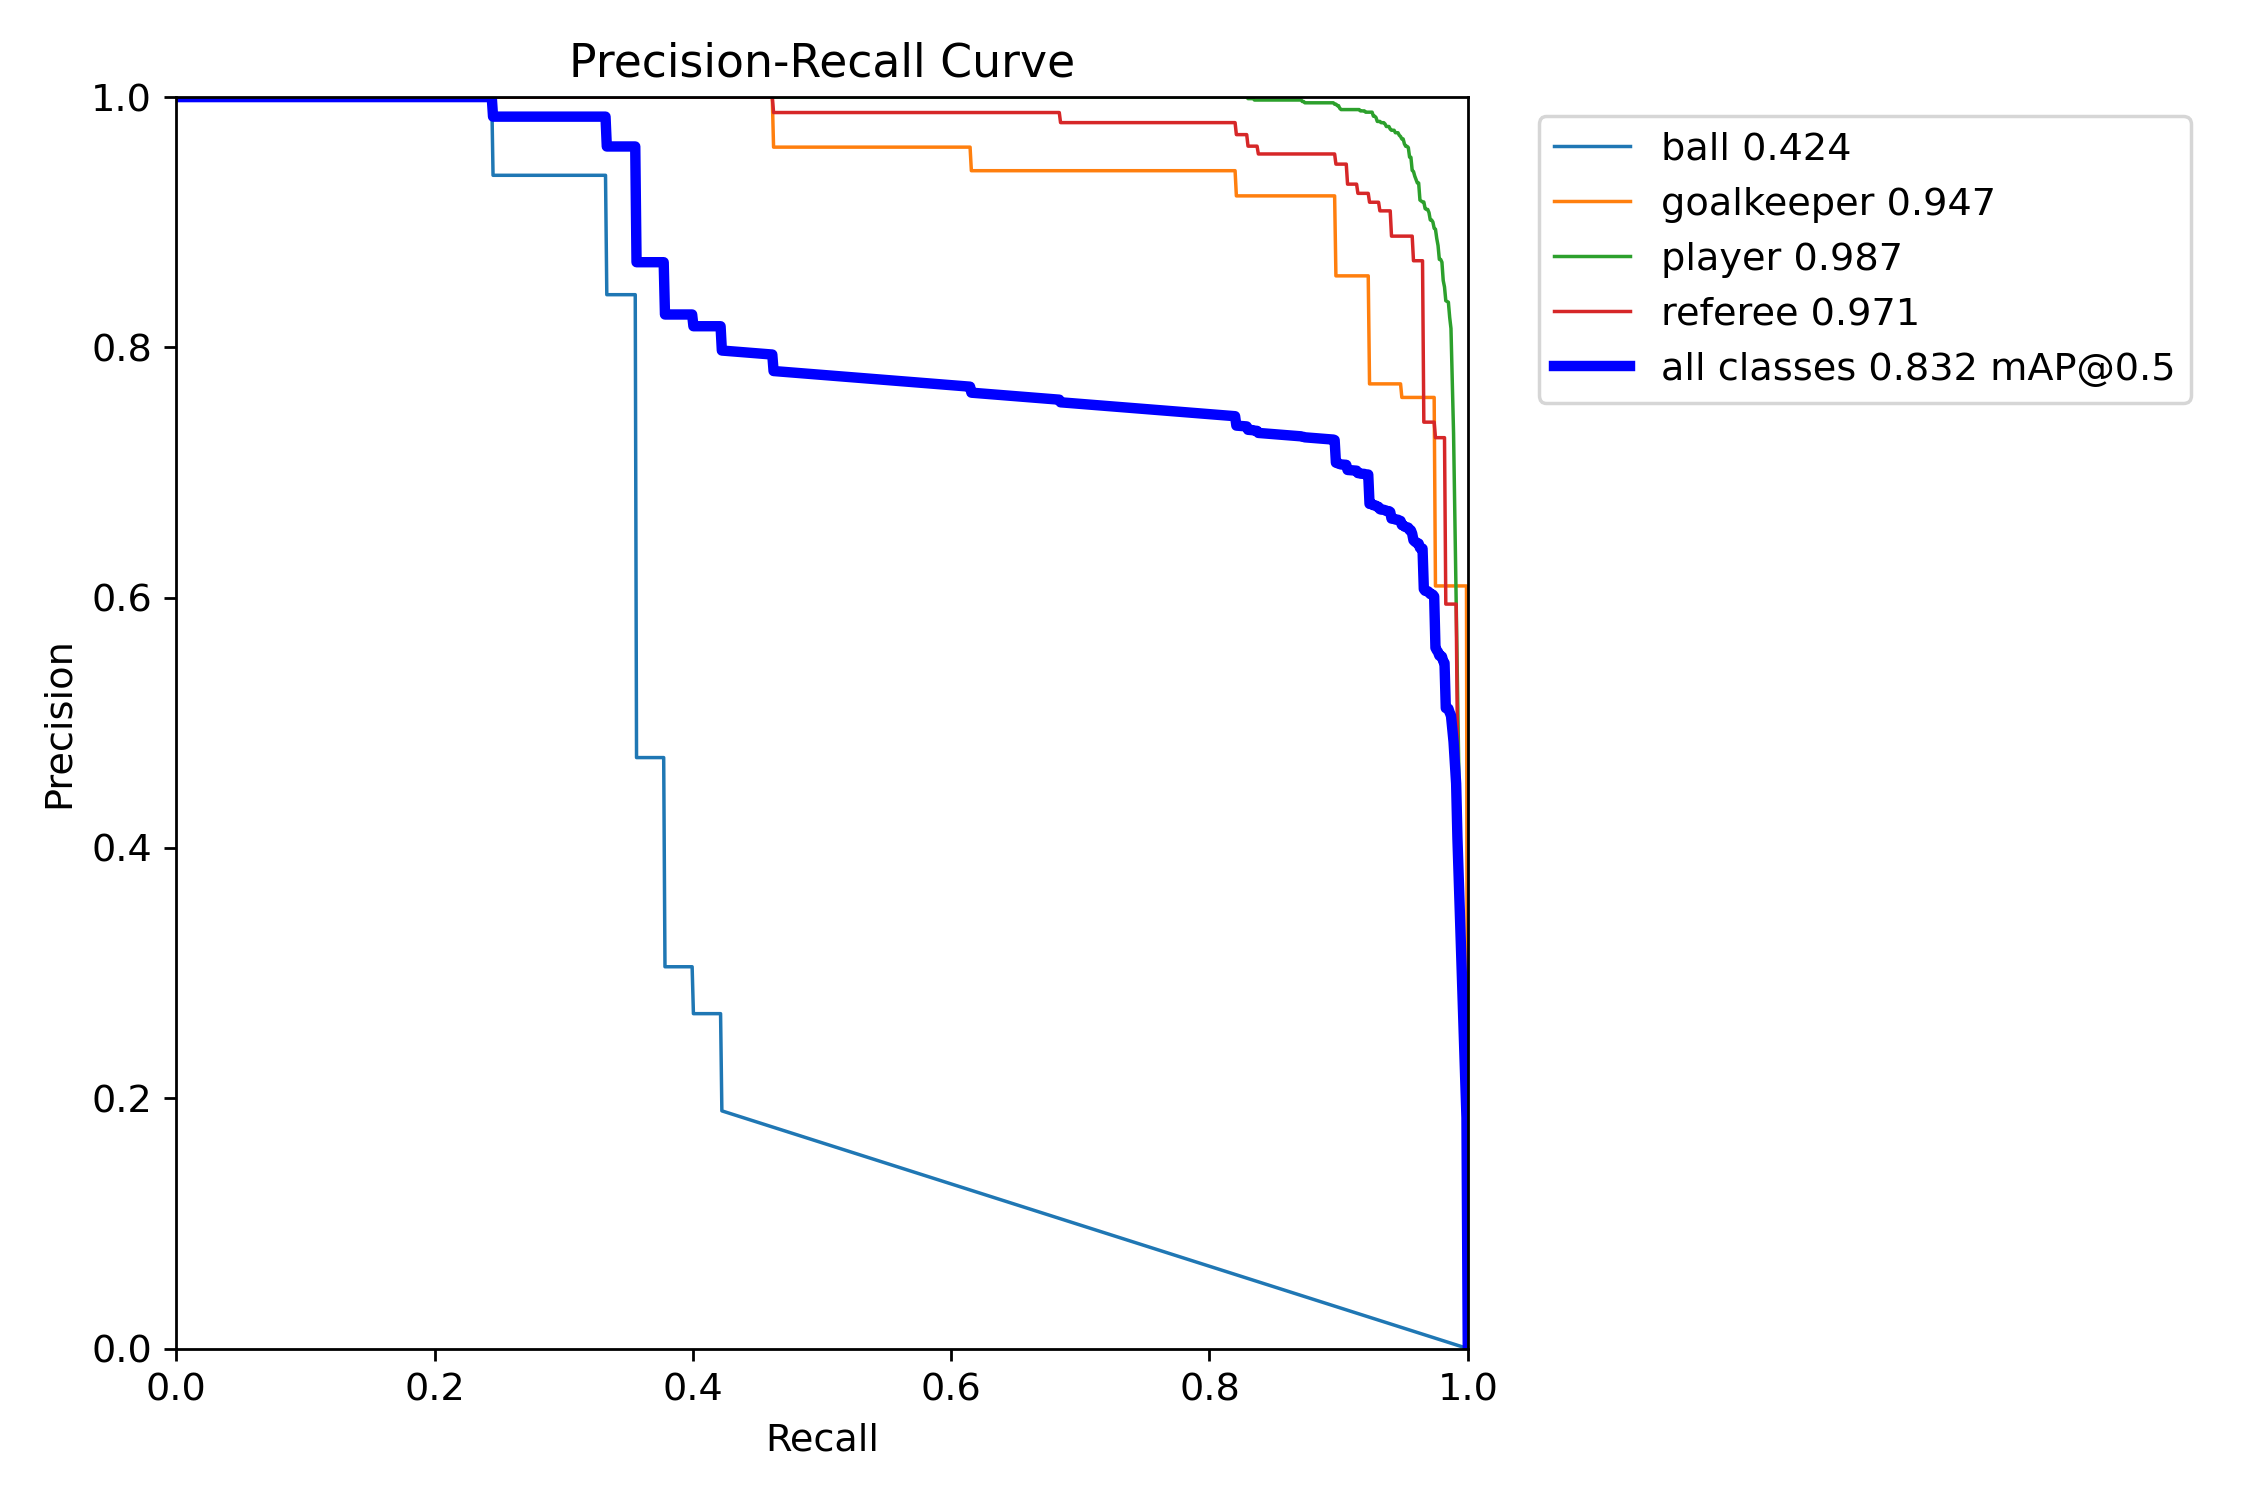 Precision-Recall Curve
1.0
0.8
0.6
0.4
0.2
0.0
Precision
0.0 0.2 0.4 0.6 0.8 1.0
Recall
ball 0.424
goalkeeper 0.947
player 0.987
referee 0.971
all classes 0.832 mAP@0.5